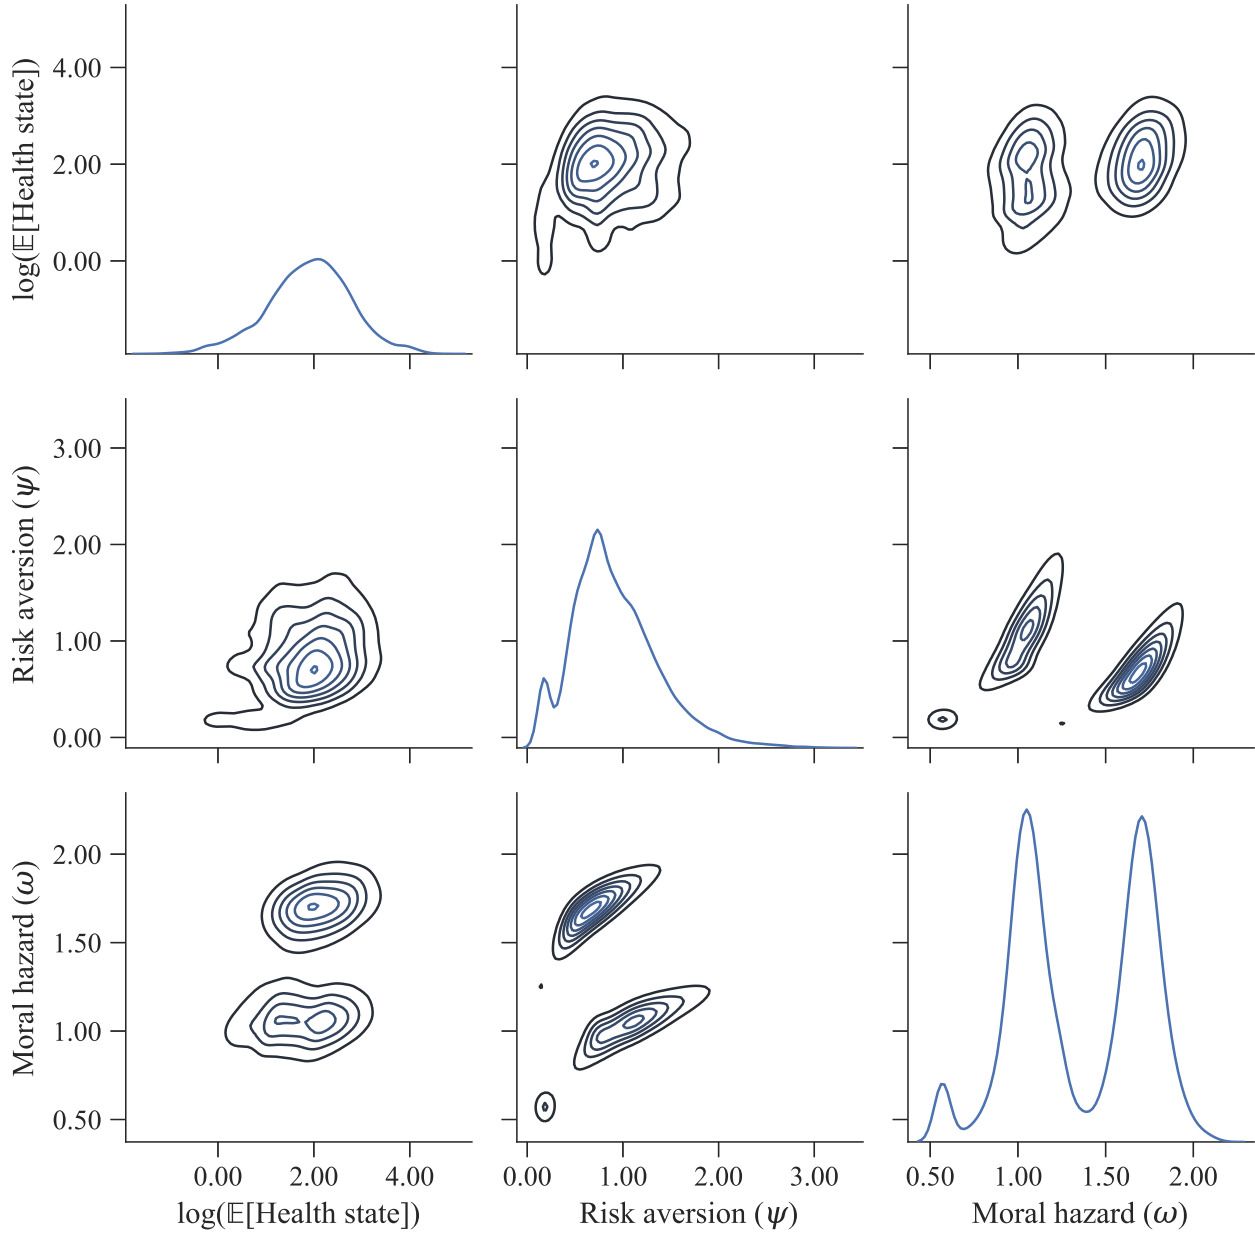 log(𝔼[Health state])
4.00
2.00
0.00
Risk aversion (ψ)
3.00
2.00
1.00
0.00
Moral hazard (ω)
2.00
1.50
1.00
0.50
0.00 2.00 4.00
log(𝔼[Health state])
0.00 1.00 2.00 3.00
Risk aversion (ψ)
0.50 1.00 1.50 2.00
Moral hazard (ω)